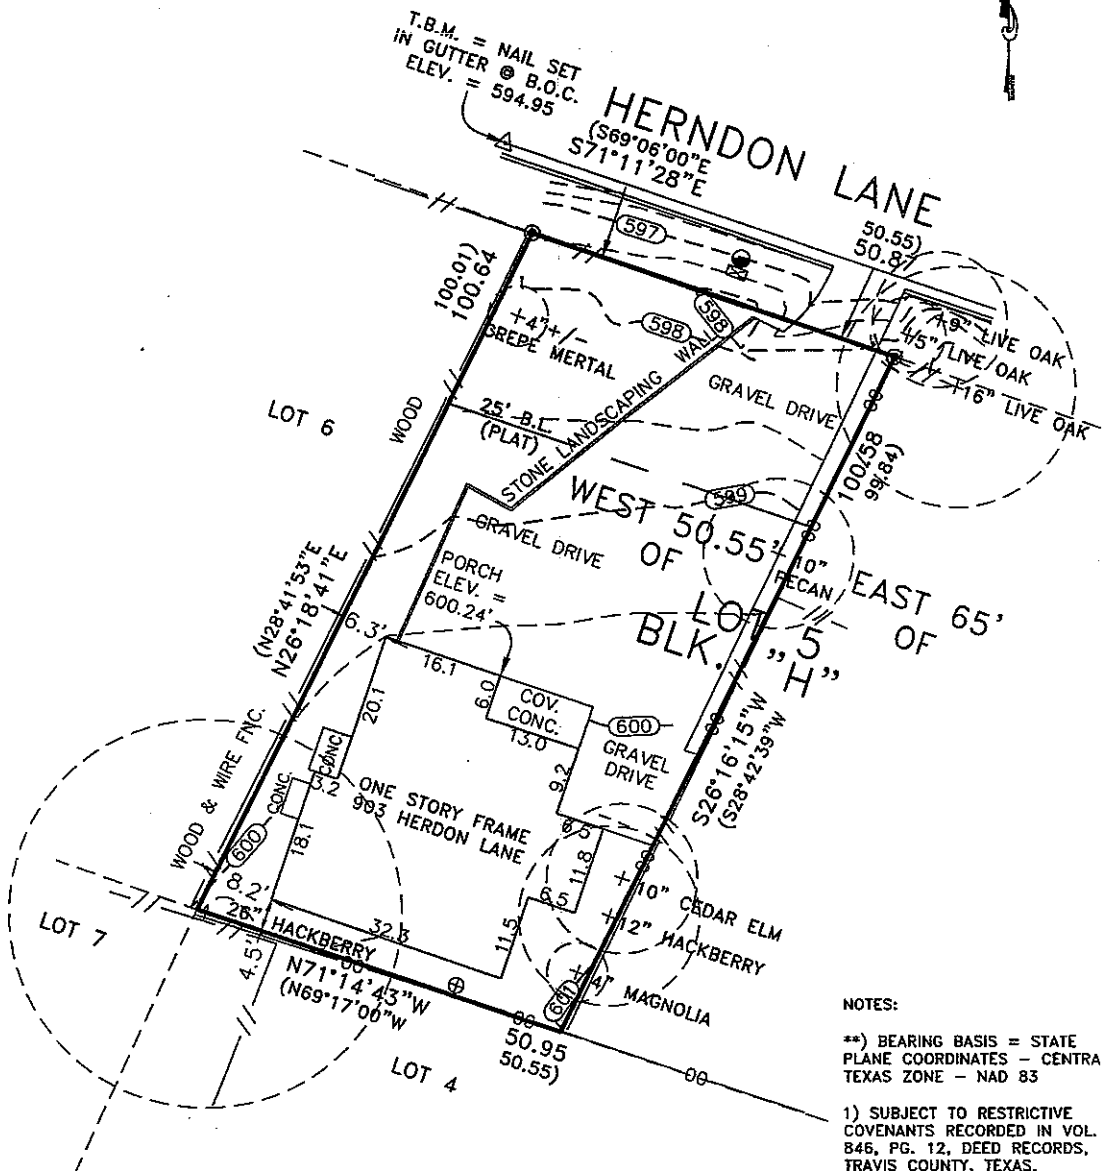 T.B.M. = NAIL SET
IN GUTTER @ B.O.C.
ELEV. = 594.95
HERNDON LANE
(S69°06'00"E
S71°11'28"E
50.55)
50.87
597
598
598
100.01)
100.64
4"+/-
GREPE MERTAL
9" LIVE OAK
5" LIVE OAK
16" LIVE OAK
LOT 6
WOOD
25' B.L.
(PLAT)
STONE LANDSCAPING WALL
GRAVEL DRIVE
100.58
99.84)
599
WEST 50.55'
OF
LOT 5
BLK. "H"
GRAVEL DRIVE
10"
PECAN
EAST 65'
OF
PORCH
ELEV. =
600.24'
(N28°41'53"E
N26°18'41"E
6.3'
16.1
20.1
6.0
COV.
CONC.
13.0
600
GRAVEL
DRIVE
9.2
S26°16'15"W
(S28°42'39"W
WOOD & WIRE FNC.
CONC
CONC.
3.2
ONE STORY FRAME
903 HERDON LANE
18.1
6.5
11.8
6.5
11.5
600
8.2'
26" HACKBERRY
32.3
10" CEDAR ELM
12" HACKBERRY
4" MAGNOLIA
601
LOT 7
4.5'
N71°14'43"W
(N69°17'00"W
50.95
50.55)
LOT 4
NOTES:
**) BEARING BASIS = STATE
PLANE COORDINATES – CENTRA
TEXAS ZONE – NAD 83
1) SUBJECT TO RESTRICTIVE
COVENANTS RECORDED IN VOL.
846, PG. 12, DEED RECORDS,
TRAVIS COUNTY, TEXAS.